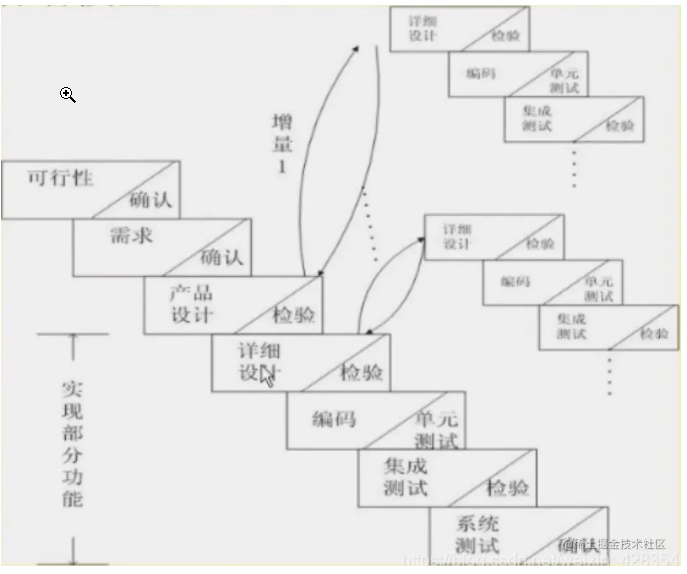 详细
设计
检验
编码
单元
测试
集成
测试
检验
增
量
1
可行性
确认
需求
确认
产品
设计
检验
详细
设计
检验
编码
单元
测试
集成
测试
检验
详细
设计
检验
编码
单元
测试
集成
测试
检验
系统
测试
确认
实
现
部
分
功
能
@稀土掘金技术社区